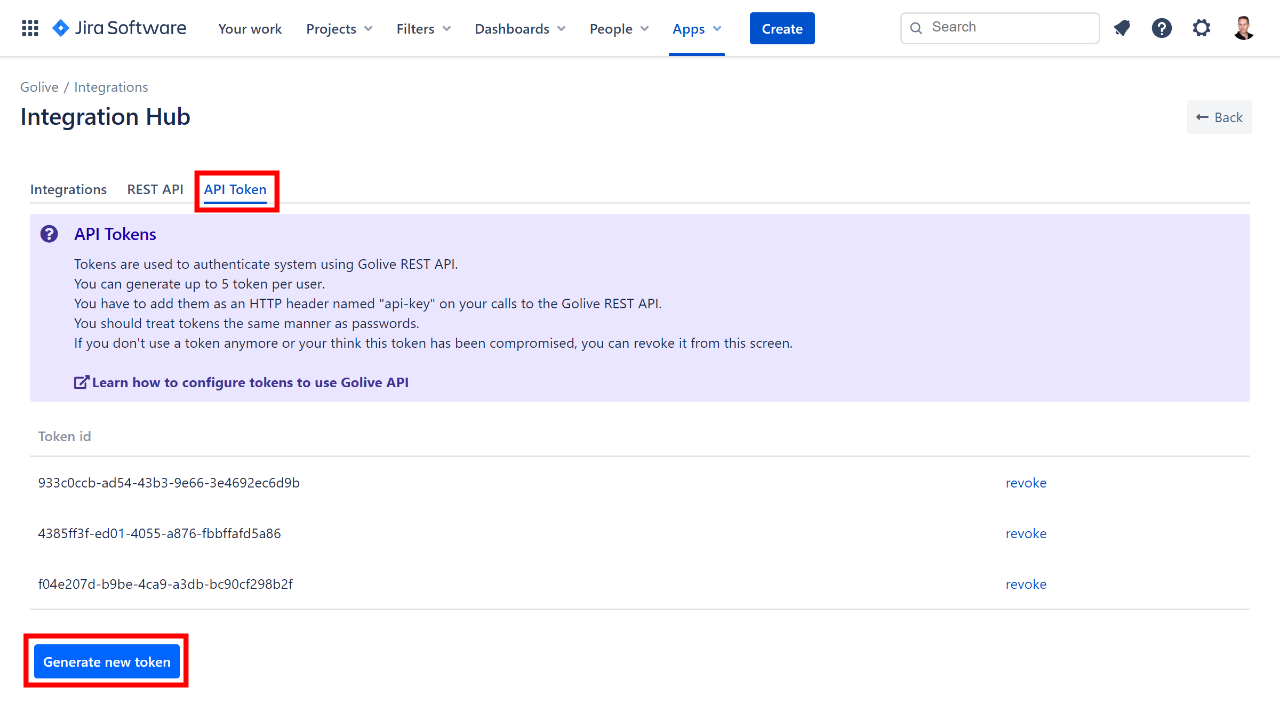 Jira Software Your work Projects Filters Dashboards People Apps Create Search
Golive / Integrations
Integration Hub
Back
Integrations REST API API Token
API Tokens
Tokens are used to authenticate system using Golive REST API.
You can generate up to 5 token per user.
You have to add them as an HTTP header named "api-key" on your calls to the Golive REST API.
You should treat tokens the same manner as passwords.
If you don't use a token anymore or your think this token has been compromised, you can revoke it from this screen.
Learn how to configure tokens to use Golive API
Token id
933c0ccb-ad54-43b3-9e66-3e4692ec6d9b revoke
4385ff3f-ed01-4055-a876-fbbffafd5a86 revoke
f04e207d-b9be-4ca9-a3db-bc90cf298b2f revoke
Generate new token